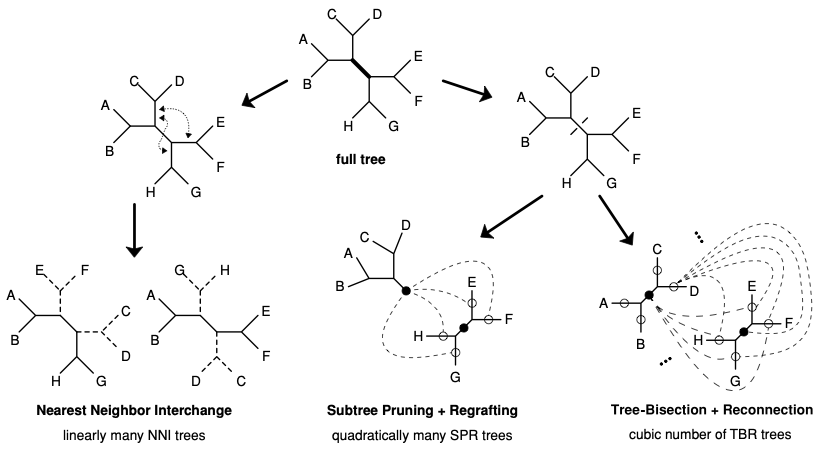 C D
A
E
B
F
H G
full tree
C D
A
E
B
F
H G
C D
A
E
B
F
H G
E F
A
C
B
D
H G
G H
A
E
B
F
D C
D
C
A
B
E
H
F
G
C
A
D
B
E
H
F
G
Nearest Neighbor Interchange
linearly many NNI trees
Subtree Pruning + Regrafting
quadratically many SPR trees
Tree-Bisection + Reconnection
cubic number of TBR trees